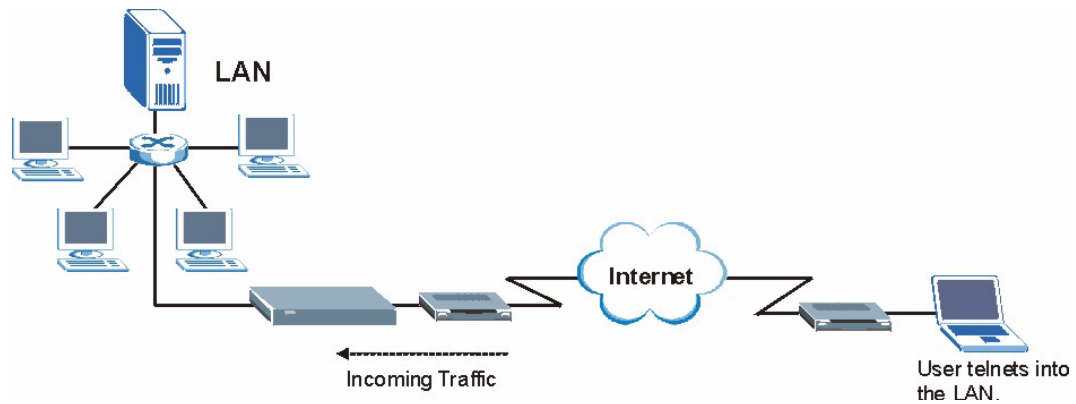 LAN
Internet
Incoming Traffic
User telnets into
the LAN.